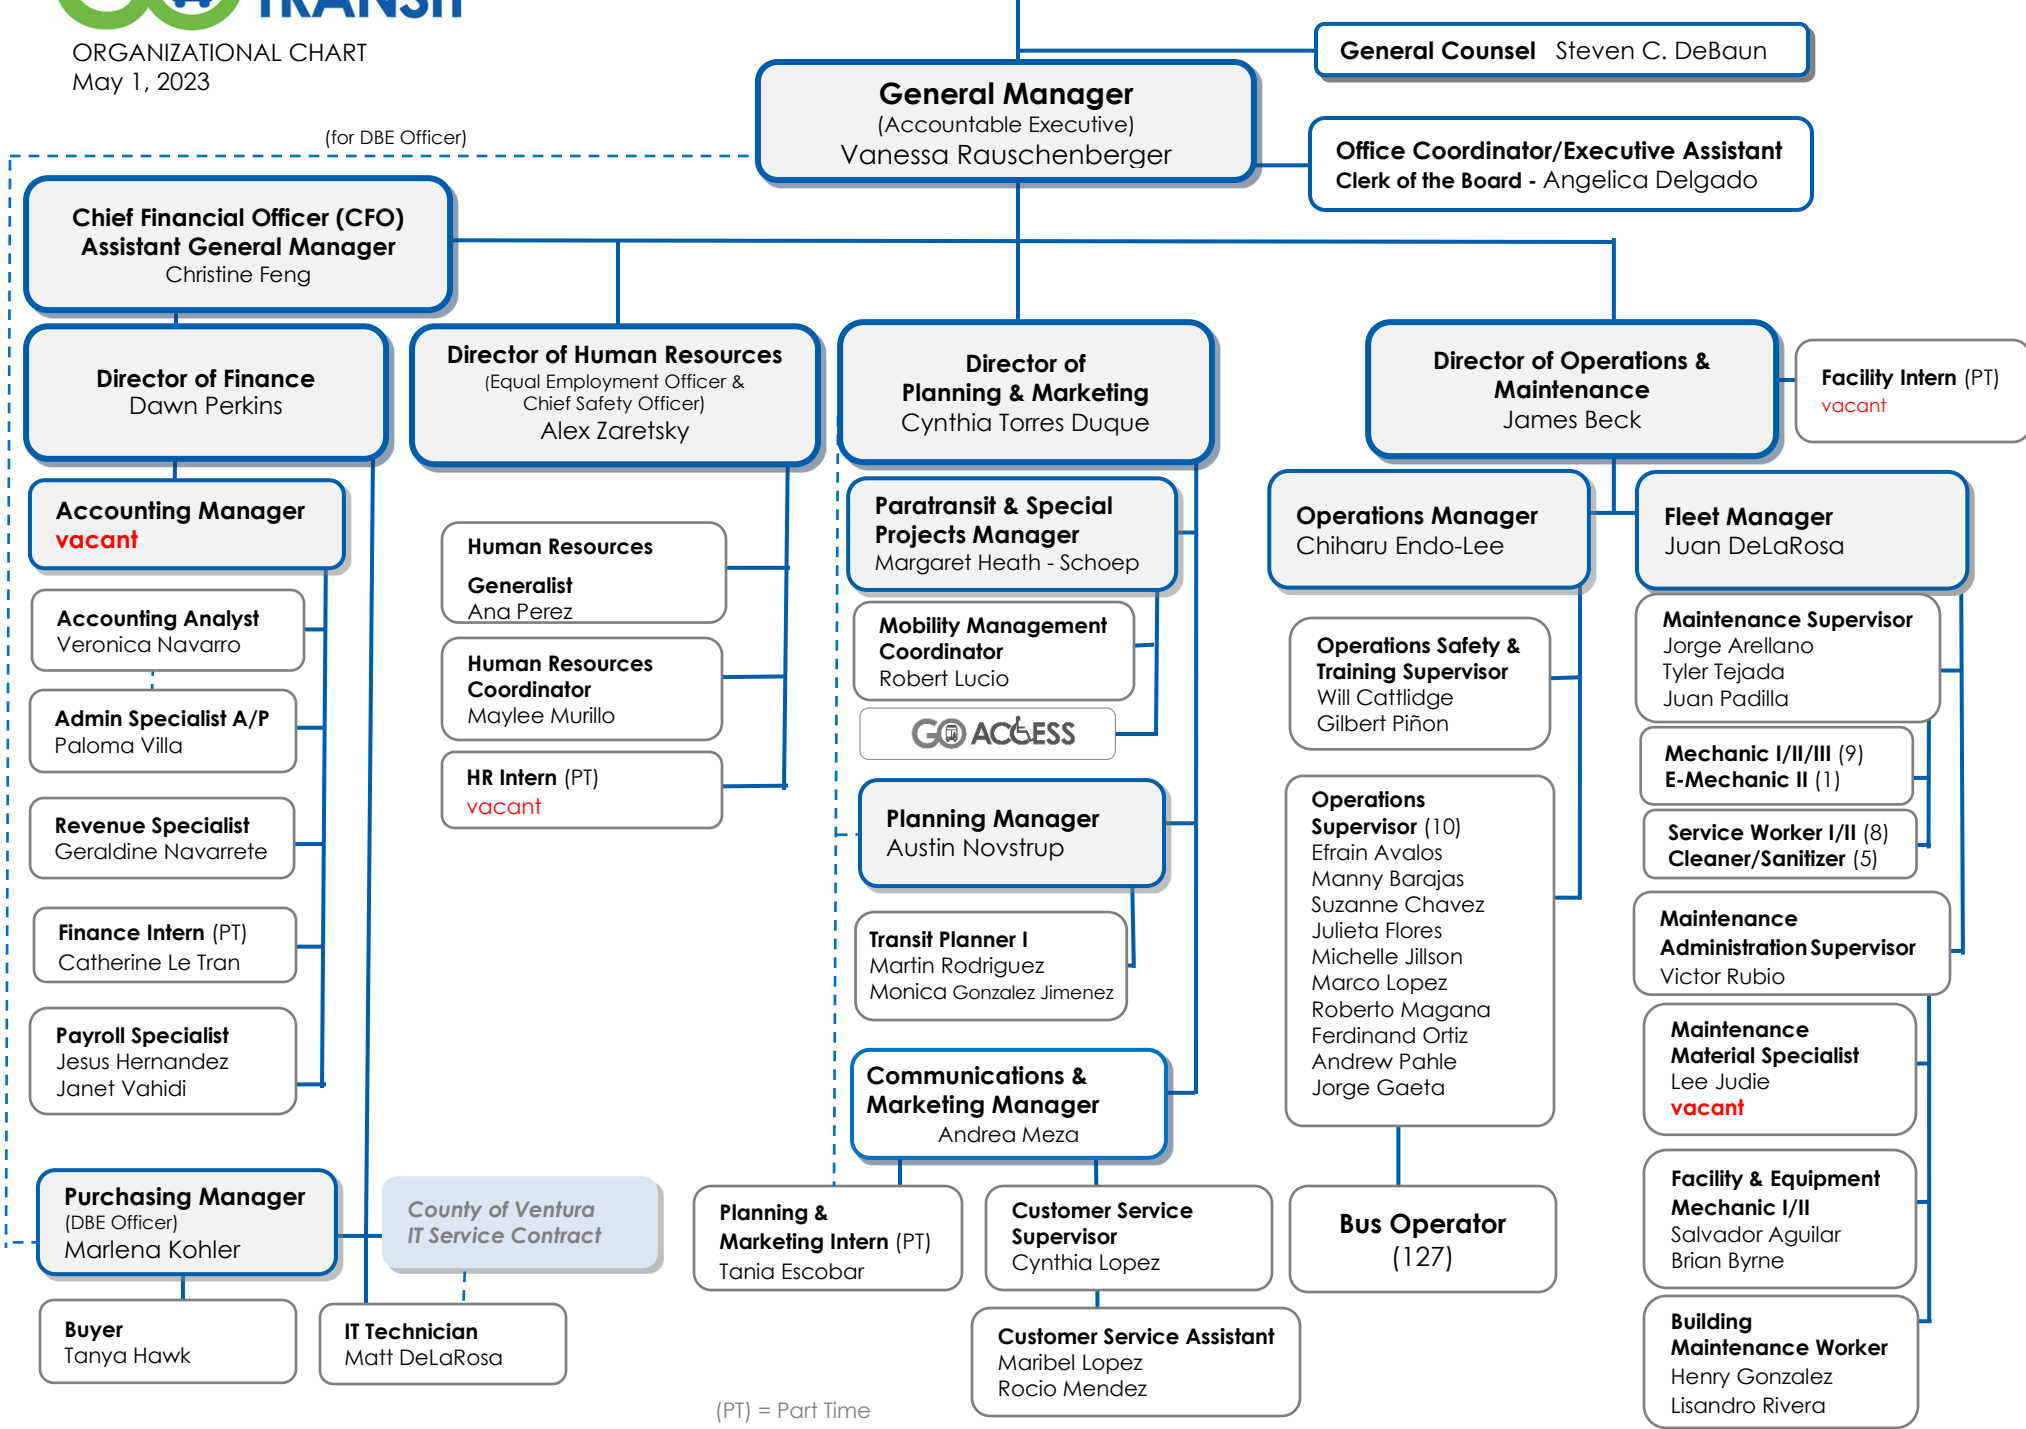 TRANSIT
ORGANIZATIONAL CHART
May 1, 2023
General Counsel Steven C. DeBaun
General Manager
(Accountable Executive)
Vanessa Rauschenberger
(for DBE Officer)
Office Coordinator/Executive Assistant
Clerk of the Board - Angelica Delgado
Chief Financial Officer (CFO)
Assistant General Manager
Christine Feng
Director of Finance
Dawn Perkins
Director of Human Resources
(Equal Employment Officer &
Chief Safety Officer)
Alex Zaretsky
Director of
Planning & Marketing
Cynthia Torres Duque
Director of Operations &
Maintenance
James Beck
Facility Intern (PT)
vacant
Accounting Manager
vacant
Accounting Analyst
Veronica Navarro
Admin Specialist A/P
Paloma Villa
Revenue Specialist
Geraldine Navarrete
Finance Intern (PT)
Catherine Le Tran
Payroll Specialist
Jesus Hernandez
Janet Vahidi
Purchasing Manager
(DBE Officer)
Marlena Kohler
County of Ventura
IT Service Contract
Buyer
Tanya Hawk
IT Technician
Matt DeLaRosa
Human Resources
Generalist
Ana Perez
Human Resources
Coordinator
Maylee Murillo
HR Intern (PT)
vacant
Paratransit & Special
Projects Manager
Margaret Heath - Schoep
Mobility Management
Coordinator
Robert Lucio
GO ACCESS
Planning Manager
Austin Novstrup
Transit Planner I
Martin Rodriguez
Monica Gonzalez Jimenez
Communications &
Marketing Manager
Andrea Meza
Planning &
Marketing Intern (PT)
Tania Escobar
Customer Service
Supervisor
Cynthia Lopez
Customer Service Assistant
Maribel Lopez
Rocio Mendez
Operations Manager
Chiharu Endo-Lee
Operations Safety &
Training Supervisor
Will Cattlidge
Gilbert Piñon
Operations
Supervisor (10)
Efrain Avalos
Manny Barajas
Suzanne Chavez
Julieta Flores
Michelle Jillson
Marco Lopez
Roberto Magana
Ferdinand Ortiz
Andrew Pahle
Jorge Gaeta
Bus Operator
(127)
Fleet Manager
Juan DeLaRosa
Maintenance Supervisor
Jorge Arellano
Tyler Tejada
Juan Padilla
Mechanic I/II/III (9)
E-Mechanic II (1)
Service Worker I/II (8)
Cleaner/Sanitizer (5)
Maintenance
Administration Supervisor
Victor Rubio
Maintenance
Material Specialist
Lee Judie
vacant
Facility & Equipment
Mechanic I/II
Salvador Aguilar
Brian Byrne
Building
Maintenance Worker
Henry Gonzalez
Lisandro Rivera
(PT) = Part Time